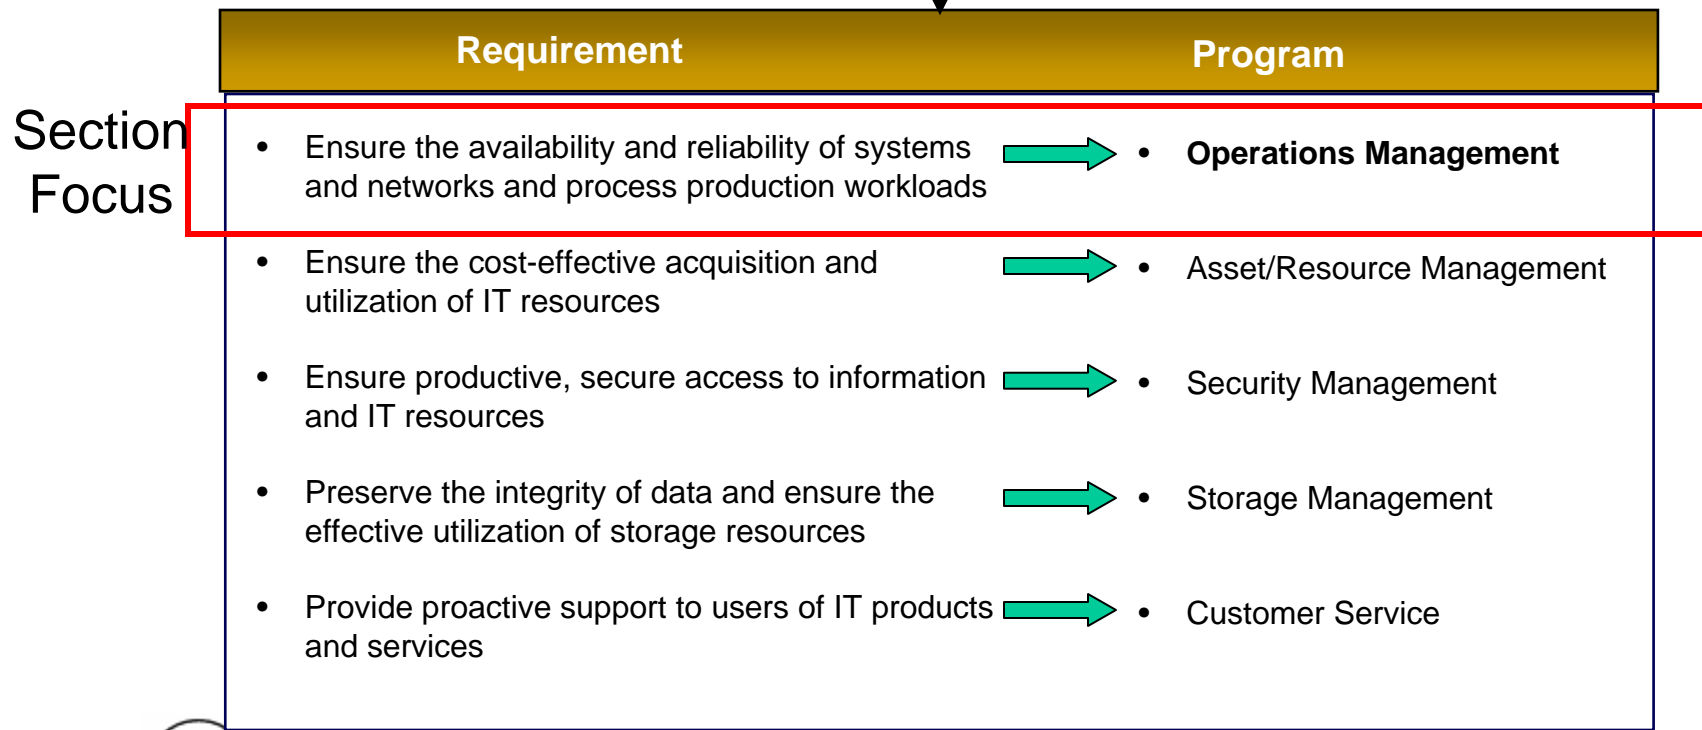 Requirement Program
Section
Focus
• Ensure the availability and reliability of systems
and networks and process production workloads
• Operations Management
• Ensure the cost-effective acquisition and
utilization of IT resources
• Asset/Resource Management
• Ensure productive, secure access to information
and IT resources
• Security Management
• Preserve the integrity of data and ensure the
effective utilization of storage resources
• Storage Management
• Provide proactive support to users of IT products
and services
• Customer Service